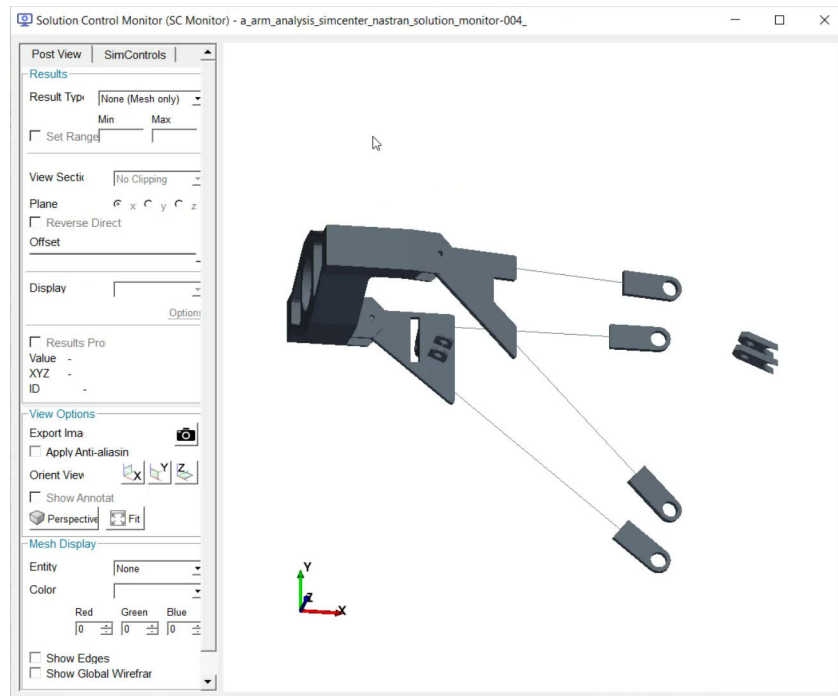 Solution Control Monitor (SC Monitor) - a_arm_analysis_simcenter_nastran_solution_monitor-004_
Post View SimControls
Results
Result Typ None (Mesh only)
Min Max
Set Range
View Sectic No Clipping
Plane x y z
Reverse Direct
Offset
Display
Options
Results Pro
Value -
XYZ -
ID -
View Options
Export Ima
Apply Anti-aliasin
Orient View X Y Z
Show Annotat
Perspective Fit
Mesh Display
Entity None
Color
Red Green Blue
0 0 0
Show Edges
Show Global Wirefrar
Y
Z
X